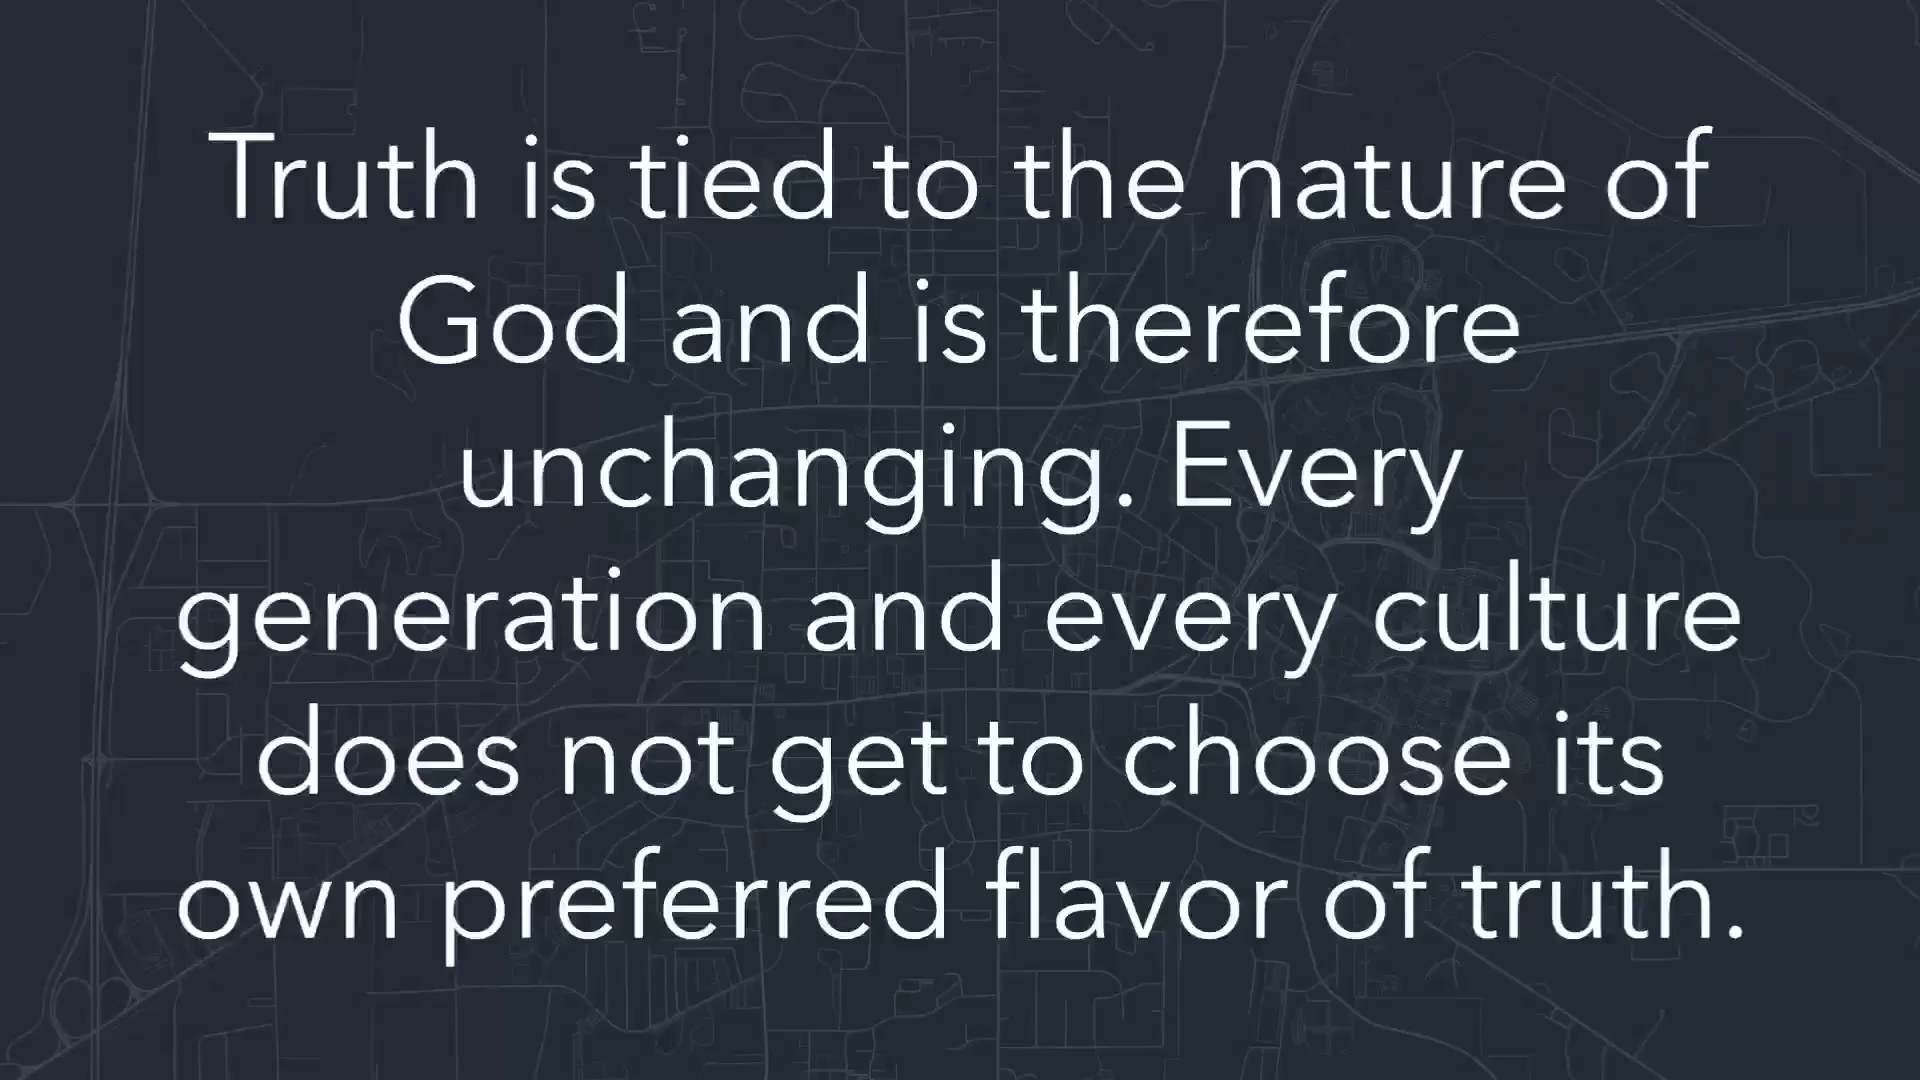 Truth is tied to the nature of
God and is therefore
unchanging. Every
generation and every culture
does not get to choose its
own preferred flavor of truth.